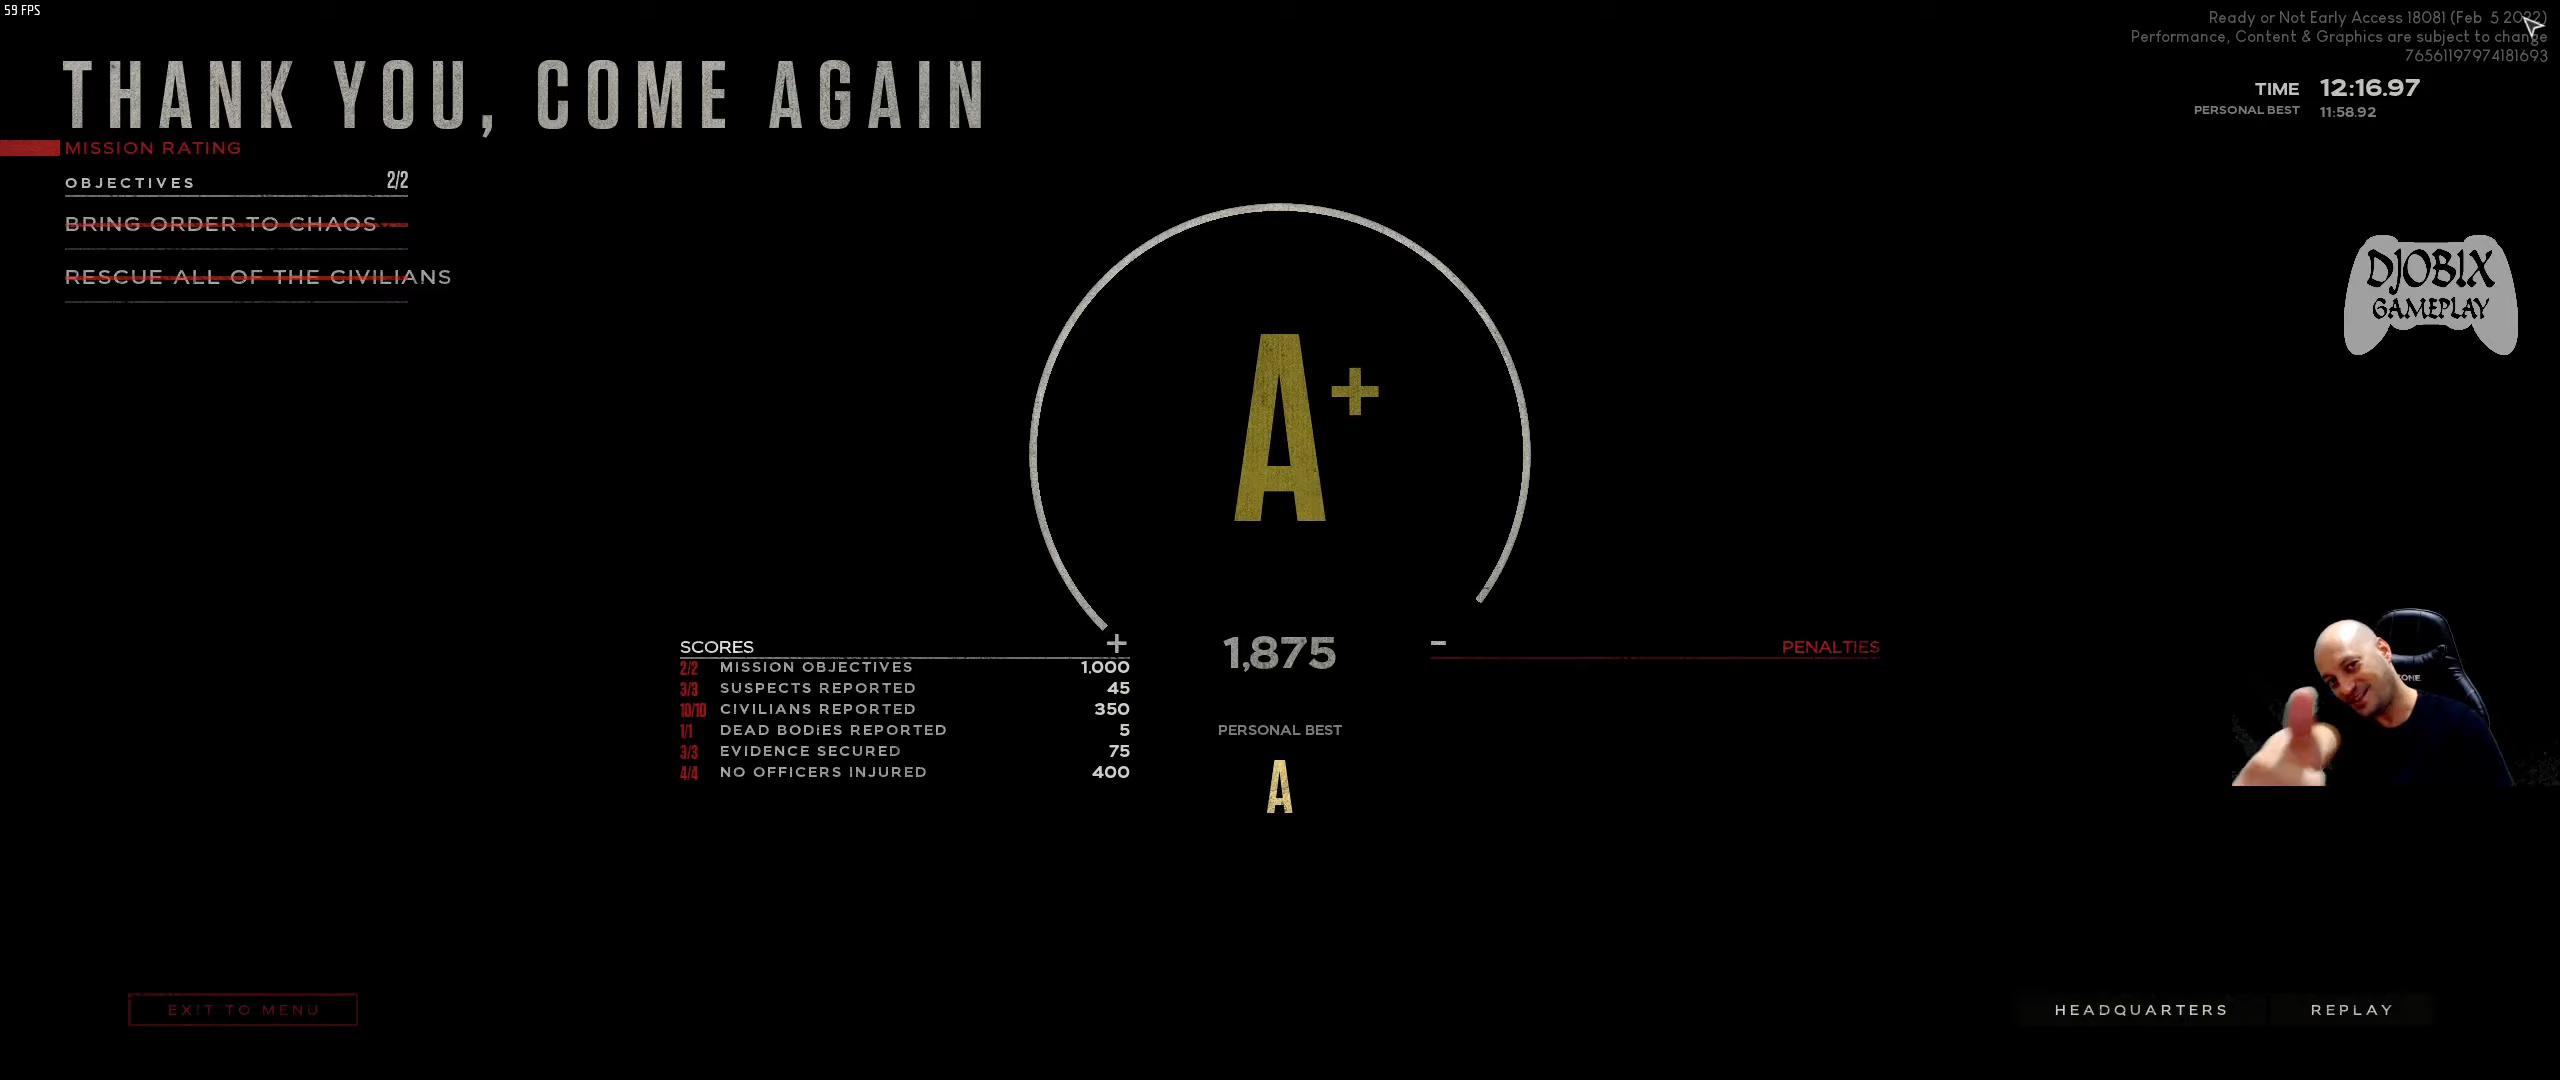 59 FPS
Ready or Not Early Access 18081 (Feb 5 2022)
Performance, Content & Graphics are subject to change
76561197974181693
THANK YOU, COME AGAIN
TIME 12:16.97
PERSONAL BEST 11:58.92
MISSION RATING
OBJECTIVES 2/2
BRING ORDER TO CHAOS
RESCUE ALL OF THE CIVILIANS
DJOBIX
GAMEPLAY
A+
SCORES +
1,875
- PENALTIES
2/2 MISSION OBJECTIVES 1,000
3/3 SUSPECTS REPORTED 45
10/10 CIVILIANS REPORTED 350
1/1 DEAD BODIES REPORTED 5
3/3 EVIDENCE SECURED 75
4/4 NO OFFICERS INJURED 400
PERSONAL BEST
A
ZONE
EXIT TO MENU
HEADQUARTERS
REPLAY